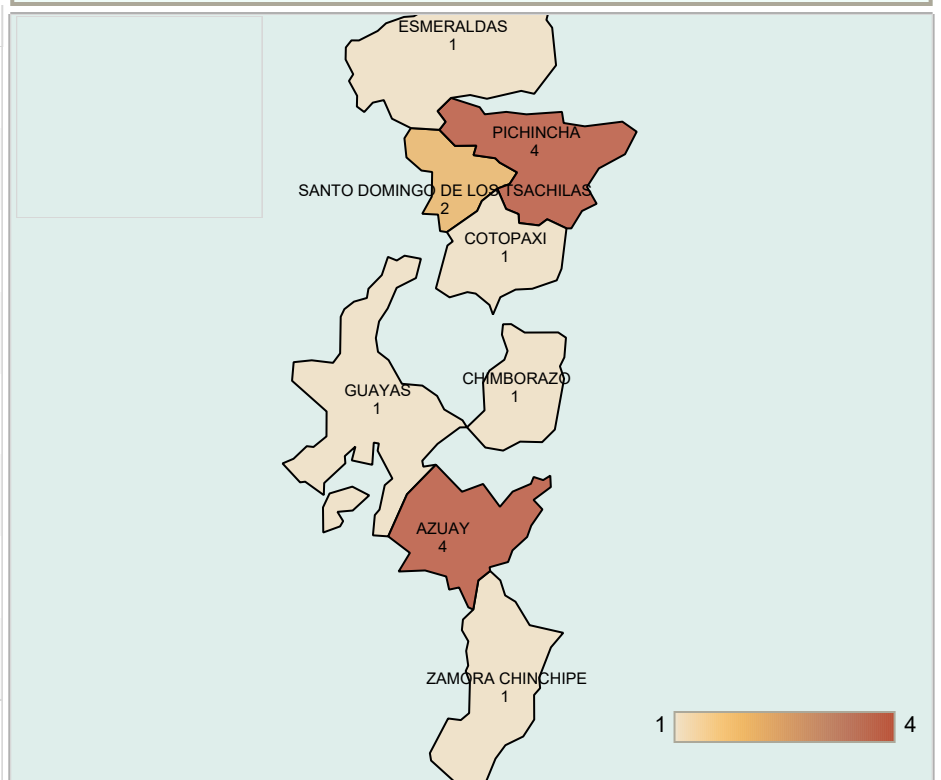 ESMERALDAS
1
PICHINCHA
4
SANTO DOMINGO DE LOS TSACHILAS
2
COTOPAXI
1
GUAYAS
1
CHIMBORAZO
1
AZUAY
4
ZAMORA CHINCHIPE
1
1
4